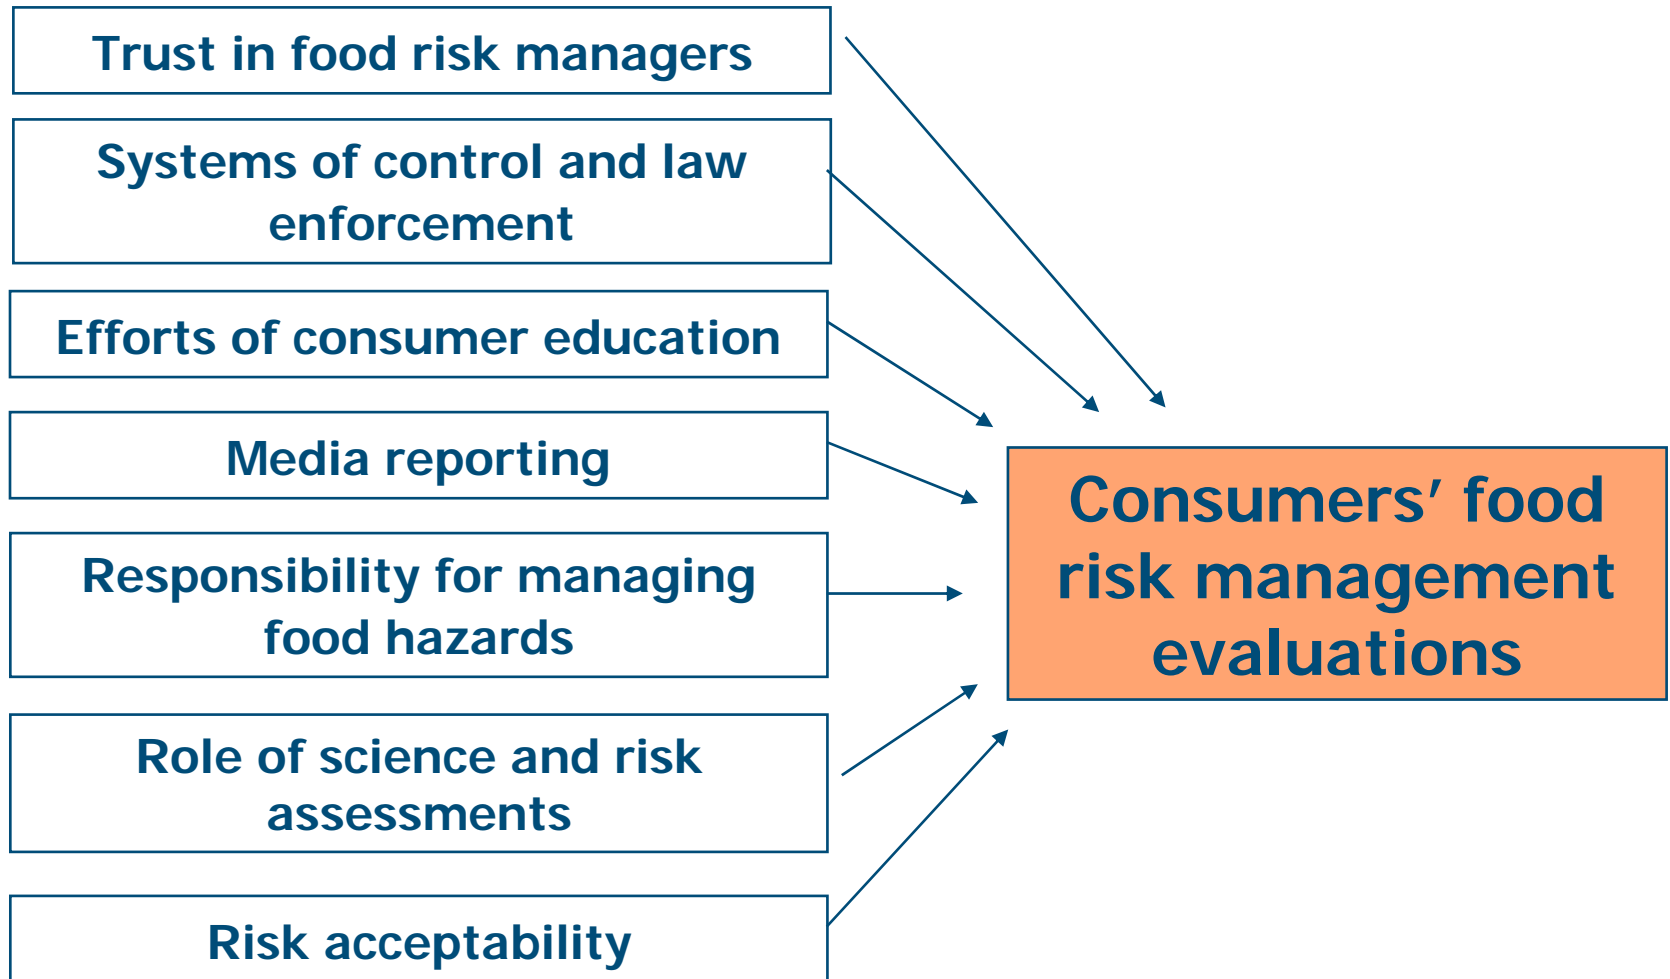 Trust in food risk managers
Systems of control and law
enforcement
Efforts of consumer education
Media reporting
Responsibility for managing
food hazards
Role of science and risk
assessments
Risk acceptability
Consumers’ food
risk management
evaluations